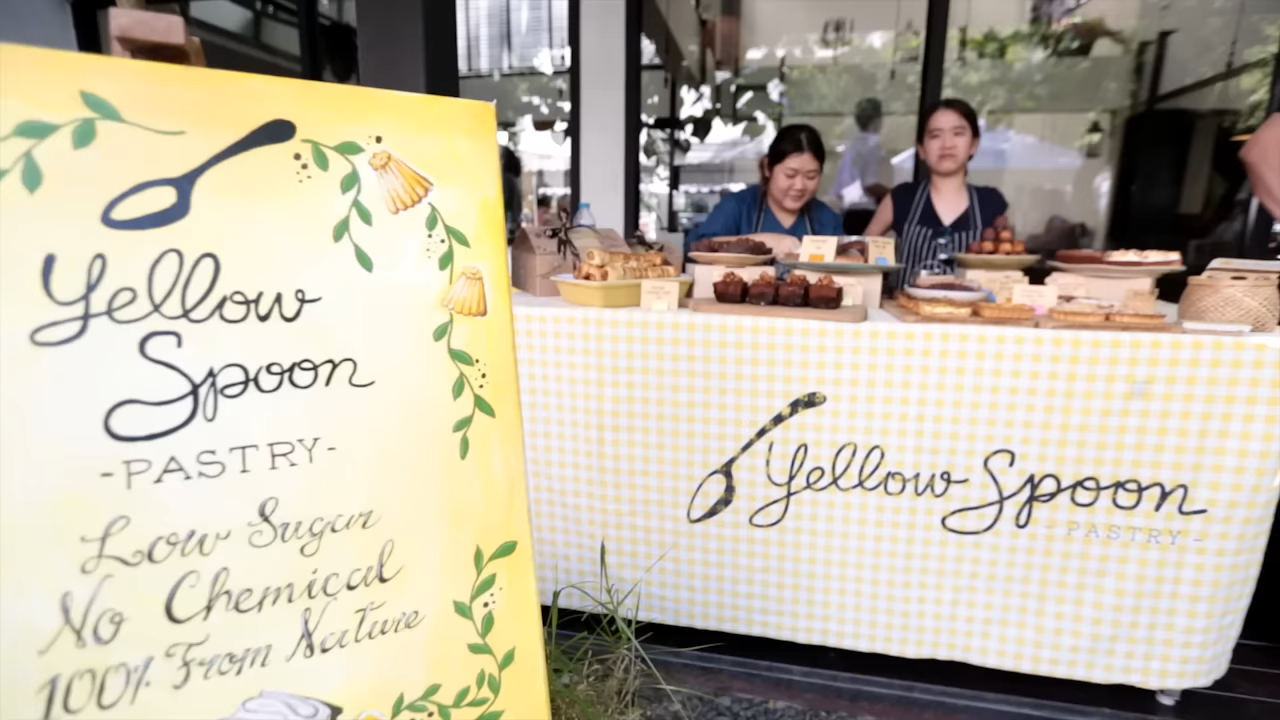 Yellow
Spoon
-PASTRY-
Low Sugar
No Chemical
100% From Nature
Yellow Spoon
-PASTRY-